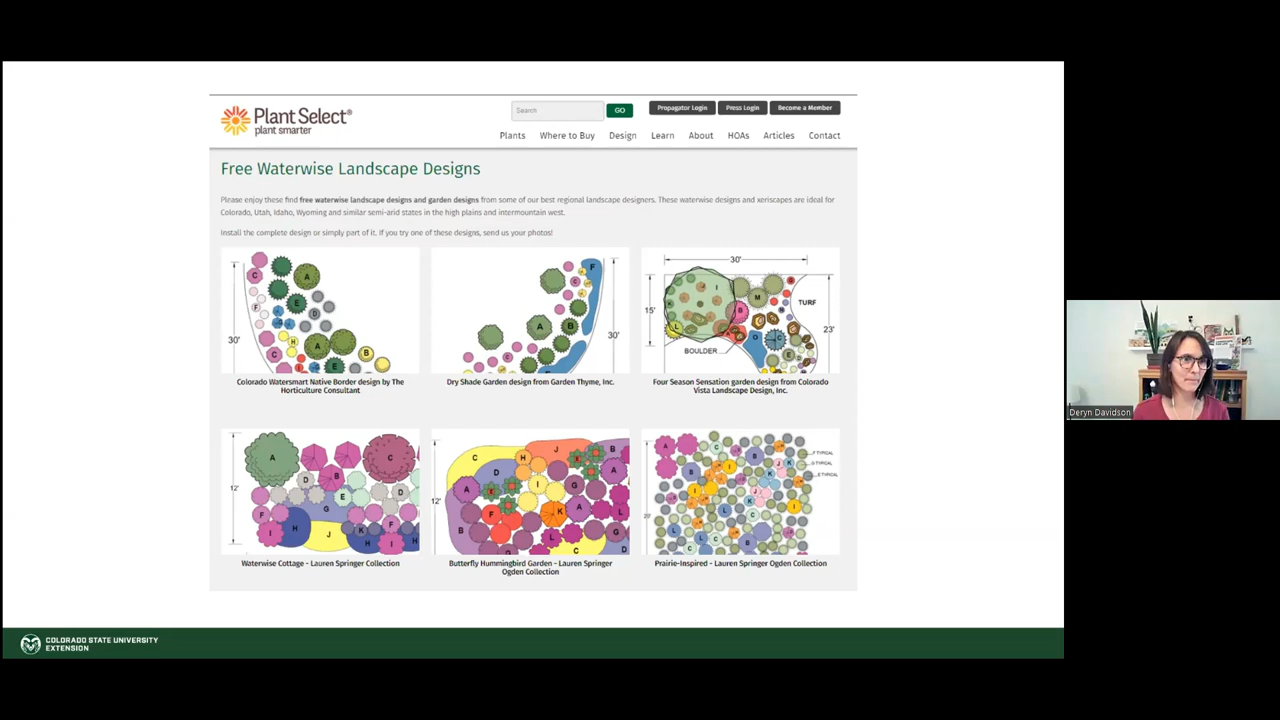 Plant Select®
plant smarter
Search
GO
Propagator Login
Press Login
Become a Member
Plants
Where to Buy
Design
Learn
About
HOAs
Articles
Contact
Free Waterwise Landscape Designs
Please enjoy these find free waterwise landscape designs and garden designs from some of our best regional landscape designers. These waterwise designs and xeriscapes are ideal for
Colorado, Utah, Idaho, Wyoming and similar semi-arid states in the high plains and intermountain west.
Install the complete design or simply part of it. If you try one of these designs, send us your photos!
30'
C
A
E
F
D
H
A
C
B
E
Colorado Watersmart Native Border design by The
Horticulture Consultant
F
C
A
B
E
30'
Dry Shade Garden design from Garden Thyme, Inc.
30'
15'
23'
TURF
BOULDER
I
M
B
L
O
C
E
Four Season Sensation garden design from Colorado
Vista Landscape Design, Inc.
12'
A
C
B
D
D
E
G
F
F
I
H
J
K
I
H
H
Waterwise Cottage - Lauren Springer Collection
12'
C
J
B
H
E
D
A
E
I
G
A
F
K
A
L
B
L
G
G
C
D
Butterfly Hummingbird Garden - Lauren Springer
Ogden Collection
A
C
B
I
B
J
K
K
F TYPICAL
G TYPICAL
E TYPICAL
I
J
K
I
L
C
L
L
C
B
C
L
Prairie-Inspired - Lauren Springer Ogden Collection
Deryn Davidson
COLORADO STATE UNIVERSITY
EXTENSION